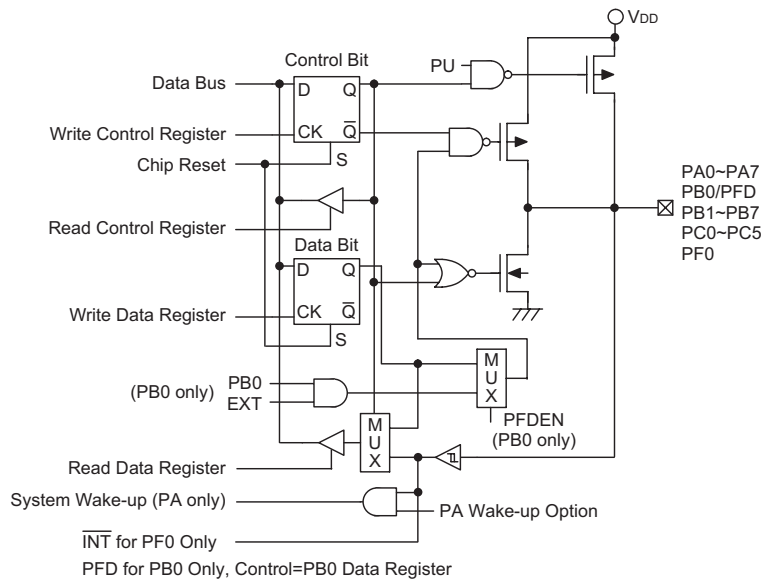 VDD
Control Bit
PU
Data Bus
D Q
Write Control Register
CK Q
Chip Reset
S
PA0~PA7
PB0/PFD
PB1~PB7
PC0~PC5
PF0
Read Control Register
Data Bit
D Q
Write Data Register
CK Q
S
(PB0 only)
PB0
EXT
MUX
PFDEN
(PB0 only)
MUX
Read Data Register
System Wake-up (PA only)
PA Wake-up Option
INT for PF0 Only
PFD for PB0 Only, Control=PB0 Data Register